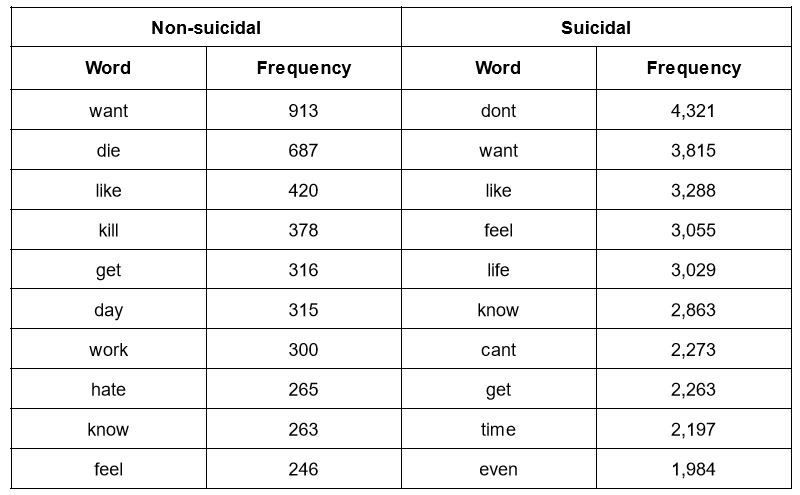 Non-suicidal Suicidal
Word Frequency Word Frequency
want 913 dont 4,321
die 687 want 3,815
like 420 like 3,288
kill 378 feel 3,055
get 316 life 3,029
day 315 know 2,863
work 300 cant 2,273
hate 265 get 2,263
know 263 time 2,197
feel 246 even 1,984